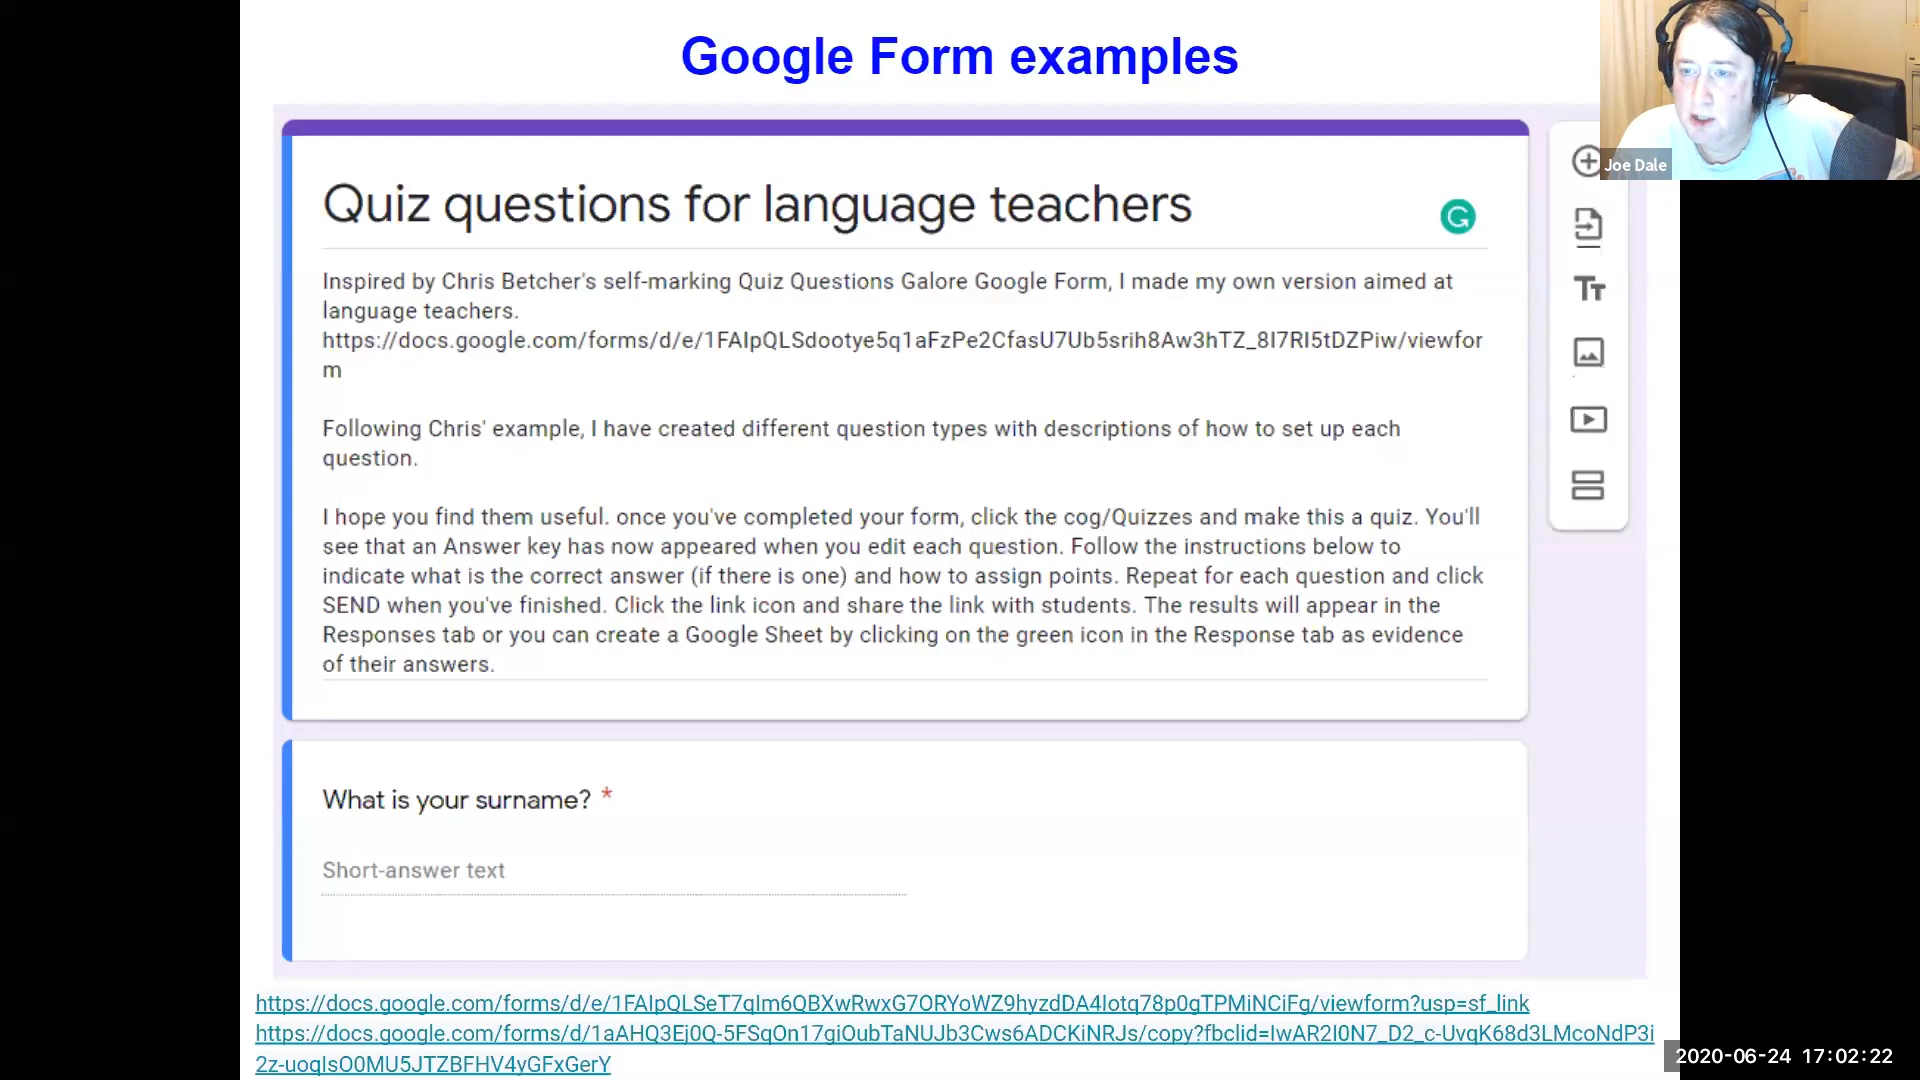 Google Form examples
Joe Dale
Quiz questions for language teachers
Inspired by Chris Betcher's self-marking Quiz Questions Galore Google Form, I made my own version aimed at
language teachers.
https://docs.google.com/forms/d/e/1FAIpQLSdootye5q1aFzPe2CfasU7Ub5srih8Aw3hTZ_8I7RI5tDZPiw/viewfor
m
Following Chris' example, I have created different question types with descriptions of how to set up each
question.
I hope you find them useful. once you've completed your form, click the cog/Quizzes and make this a quiz. You'll
see that an Answer key has now appeared when you edit each question. Follow the instructions below to
indicate what is the correct answer (if there is one) and how to assign points. Repeat for each question and click
SEND when you've finished. Click the link icon and share the link with students. The results will appear in the
Responses tab or you can create a Google Sheet by clicking on the green icon in the Response tab as evidence
of their answers.
What is your surname? *
Short-answer text
https://docs.google.com/forms/d/e/1FAIpQLSeT7qIm6QBXwRwxG7ORYoWZ9hyzdDA4Iotq78p0gTPMiNCiFg/viewform?usp=sf_link
https://docs.google.com/forms/d/1aAHQ3Ej0Q-5FSqOn17giOubTaNUJb3Cws6ADCKiNRJs/copy?fbclid=IwAR2I0N7_D2_c-UvqK68d3LMcoNdP3i
2z-uoqIsO0MU5JTZBFHV4yGFxGerY
2020-06-24 17:02:22